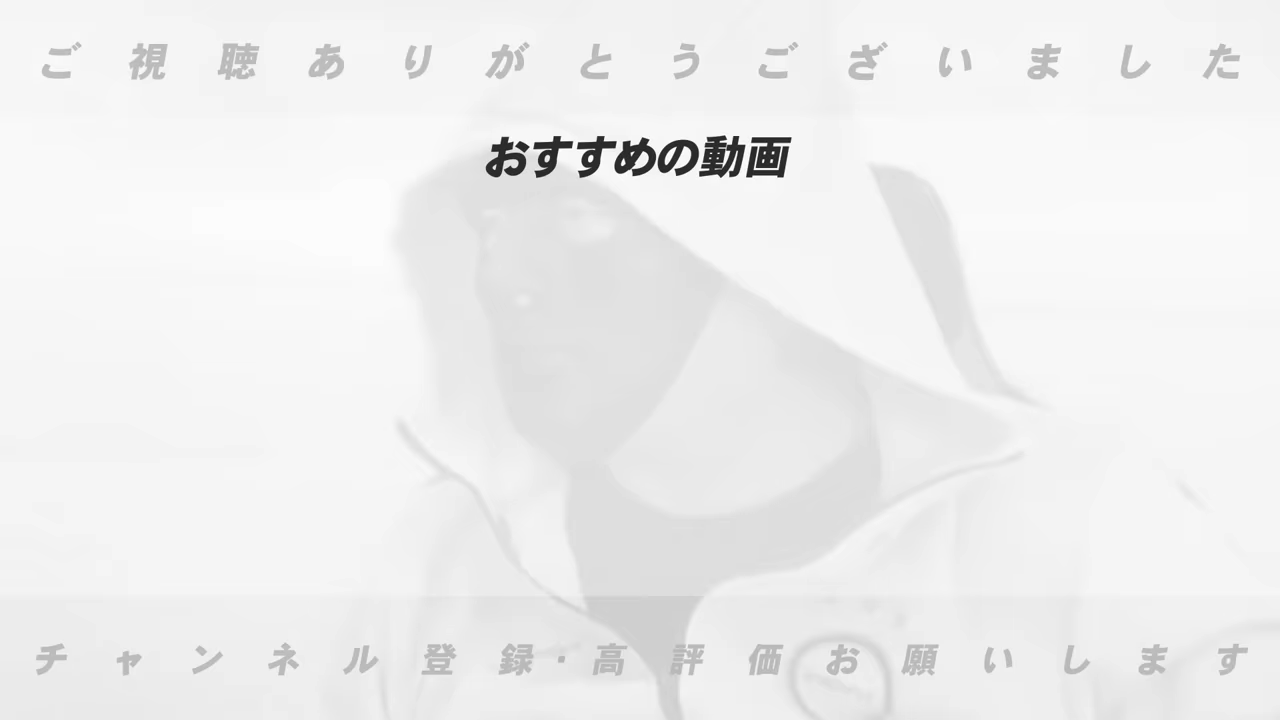 ご視聴ありがとうございました
おすすめの動画
チャンネル登録・高評価お願いします